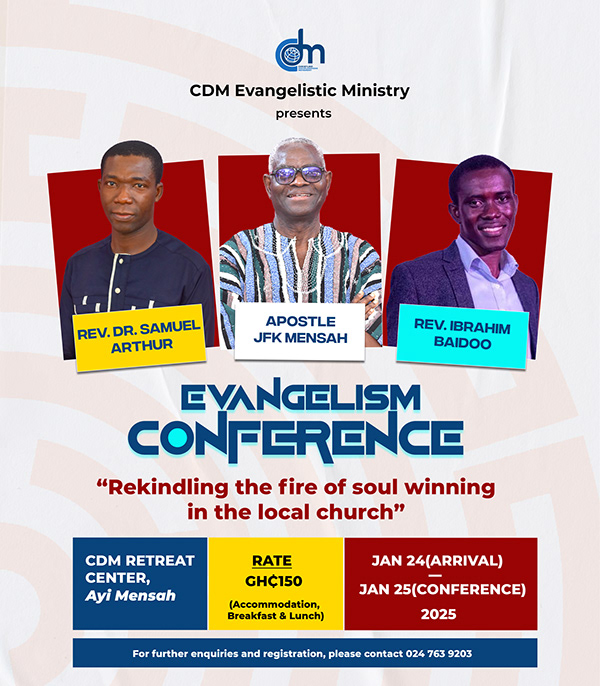 cdm
CDM Evangelistic Ministry
presents
REV. DR. SAMUEL
ARTHUR
APOSTLE
JFK MENSAH
REV. IBRAHIM
BAIDOO
EVANGELISM
CONFERENCE
“Rekindling the fire of soul winning
in the local church”
CDM RETREAT
CENTER,
Ayi Mensah
RATE
GH₵150
(Accommodation,
Breakfast & Lunch)
JAN 24(ARRIVAL)
—
JAN 25(CONFERENCE)
2025
For further enquiries and registration, please contact 024 763 9203